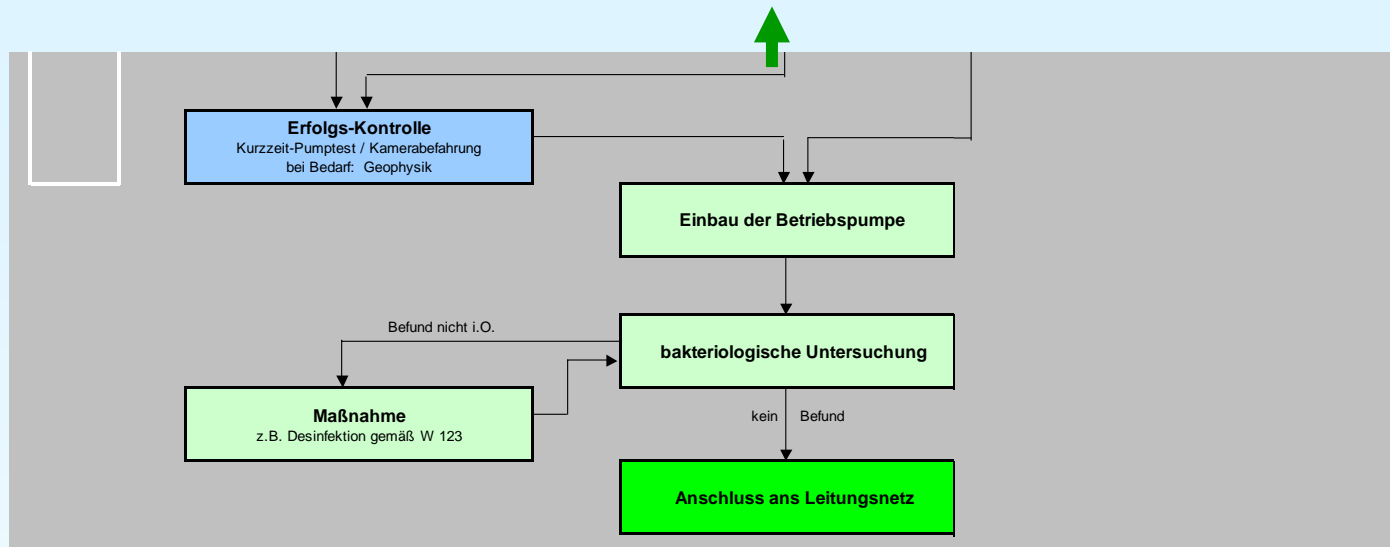 Erfolgs-Kontrolle
Kurzzeit-Pumptest / Kamerabefahrung
bei Bedarf: Geophysik
Einbau der Betriebspumpe
Befund nicht i.O.
bakteriologische Untersuchung
Maßnahme
z.B. Desinfektion gemäß W 123
kein Befund
Anschluss ans Leitungsnetz